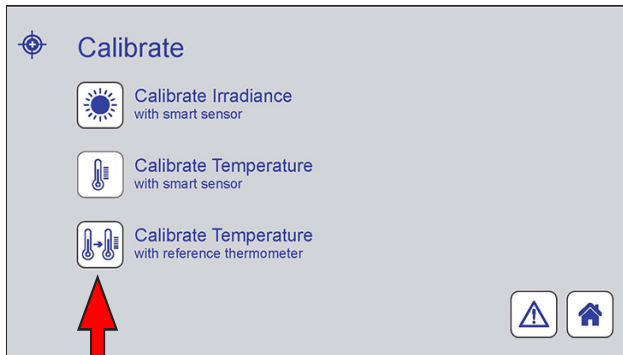 Calibrate
Calibrate Irradiance
with smart sensor
Calibrate Temperature
with smart sensor
Calibrate Temperature
with reference thermometer